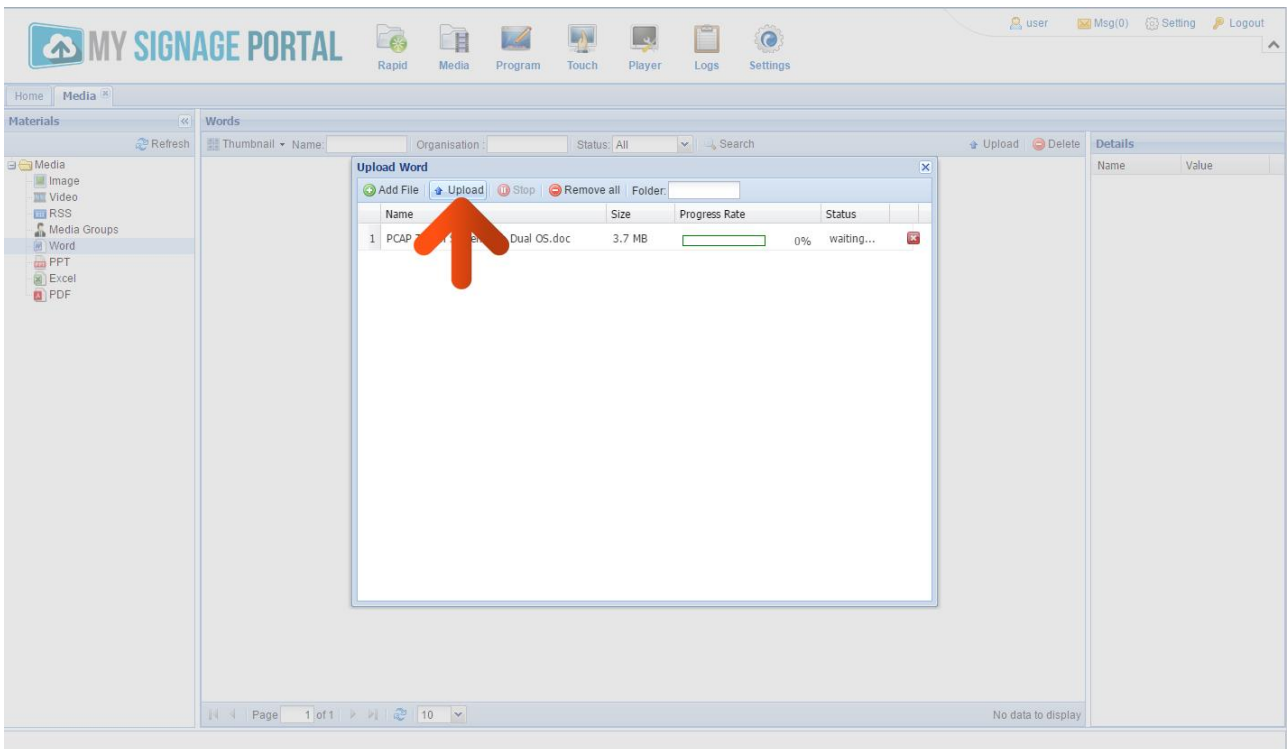 MY SIGNAGE PORTAL
Rapid Media Program Touch Player Logs Settings
user Msg(0) Setting Logout
Home Media
Materials Words
Refresh Thumbnail Name: Organisation : Status: All Search Upload Delete Details
Name Value
Media
Image
Video
RSS
Media Groups
Word
PPT
Excel
PDF
Upload Word
Add File Upload Stop Remove all Folder:
Name Size Progress Rate Status
1 PCAP Dual OS.doc 3.7 MB 0% waiting...
Page 1 of 1 10 No data to display